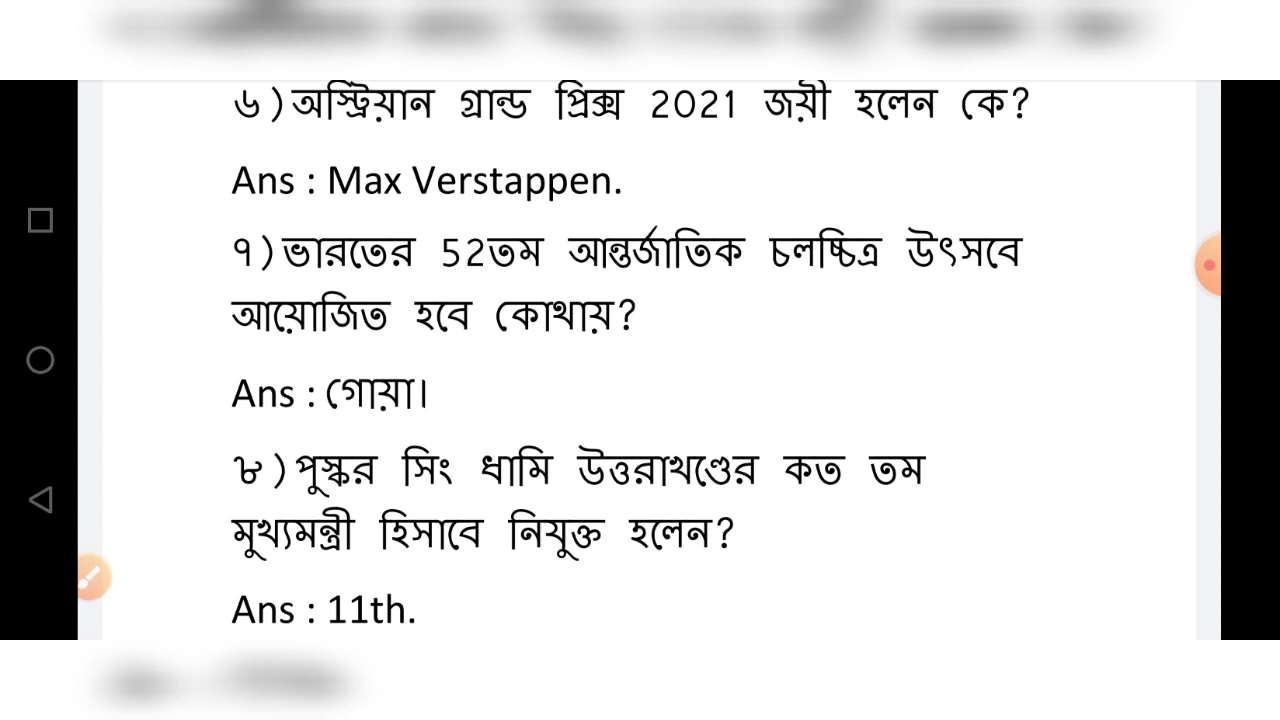 ৬)অস্ট্রিয়ান গ্রান্ড প্রিক্স 2021 জয়ী হলেন কে?
Ans : Max Verstappen.
৭)ভারতের 52তম আন্তর্জাতিক চলচ্চিত্র উৎসবে
আয়োজিত হবে কোথায়?
Ans : গোয়া।
৮)পুস্কর সিং ধামি উত্তরাখণ্ডের কত তম
মুখ্যমন্ত্রী হিসাবে নিযুক্ত হলেন?
Ans : 11th.